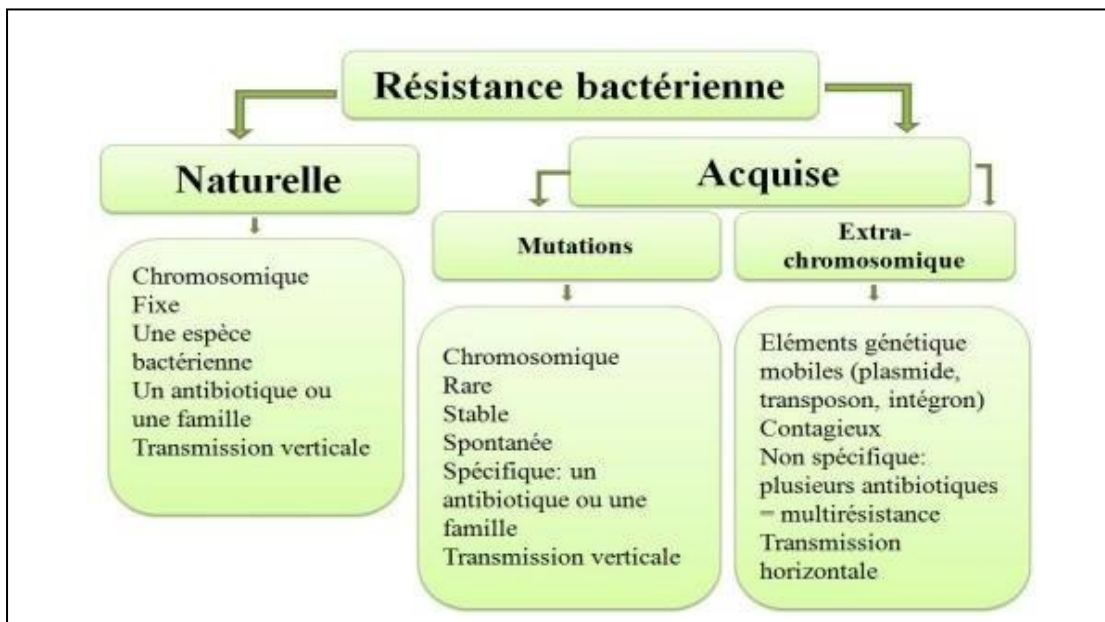 Résistance bactérienne
Naturelle
Chromosomique
Fixe
Une espèce
bactérienne
Un antibiotique ou
une famille
Transmission verticale
Acquise
Mutations
Chromosomique
Rare
Stable
Spontanée
Spécifique: un
antibiotique ou une
famille
Transmission verticale
Extra-
chromosomique
Eléments génétique
mobiles (plasmide,
transposon, intégron)
Contagieux
Non spécifique:
plusieurs antibiotiques
= multirésistance
Transmission
horizontale